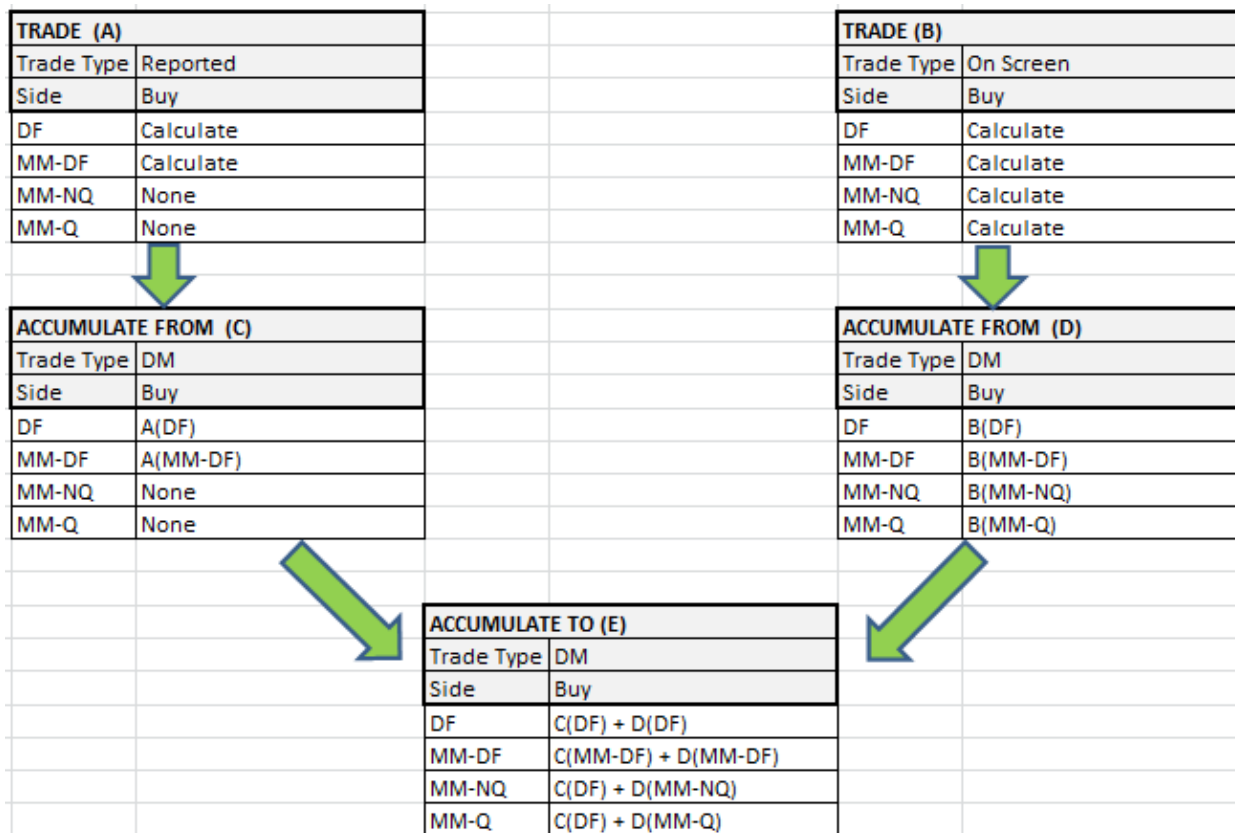 TRADE (A)
Trade Type Reported
Side Buy
DF Calculate
MM-DF Calculate
MM-NQ None
MM-Q None
TRADE (B)
Trade Type On Screen
Side Buy
DF Calculate
MM-DF Calculate
MM-NQ Calculate
MM-Q Calculate
ACCUMULATE FROM (C)
Trade Type DM
Side Buy
DF A(DF)
MM-DF A(MM-DF)
MM-NQ None
MM-Q None
ACCUMULATE FROM (D)
Trade Type DM
Side Buy
DF B(DF)
MM-DF B(MM-DF)
MM-NQ B(MM-NQ)
MM-Q B(MM-Q)
ACCUMULATE TO (E)
Trade Type DM
Side Buy
DF C(DF) + D(DF)
MM-DF C(MM-DF) + D(MM-DF)
MM-NQ C(DF) + D(MM-NQ)
MM-Q C(DF) + D(MM-Q)